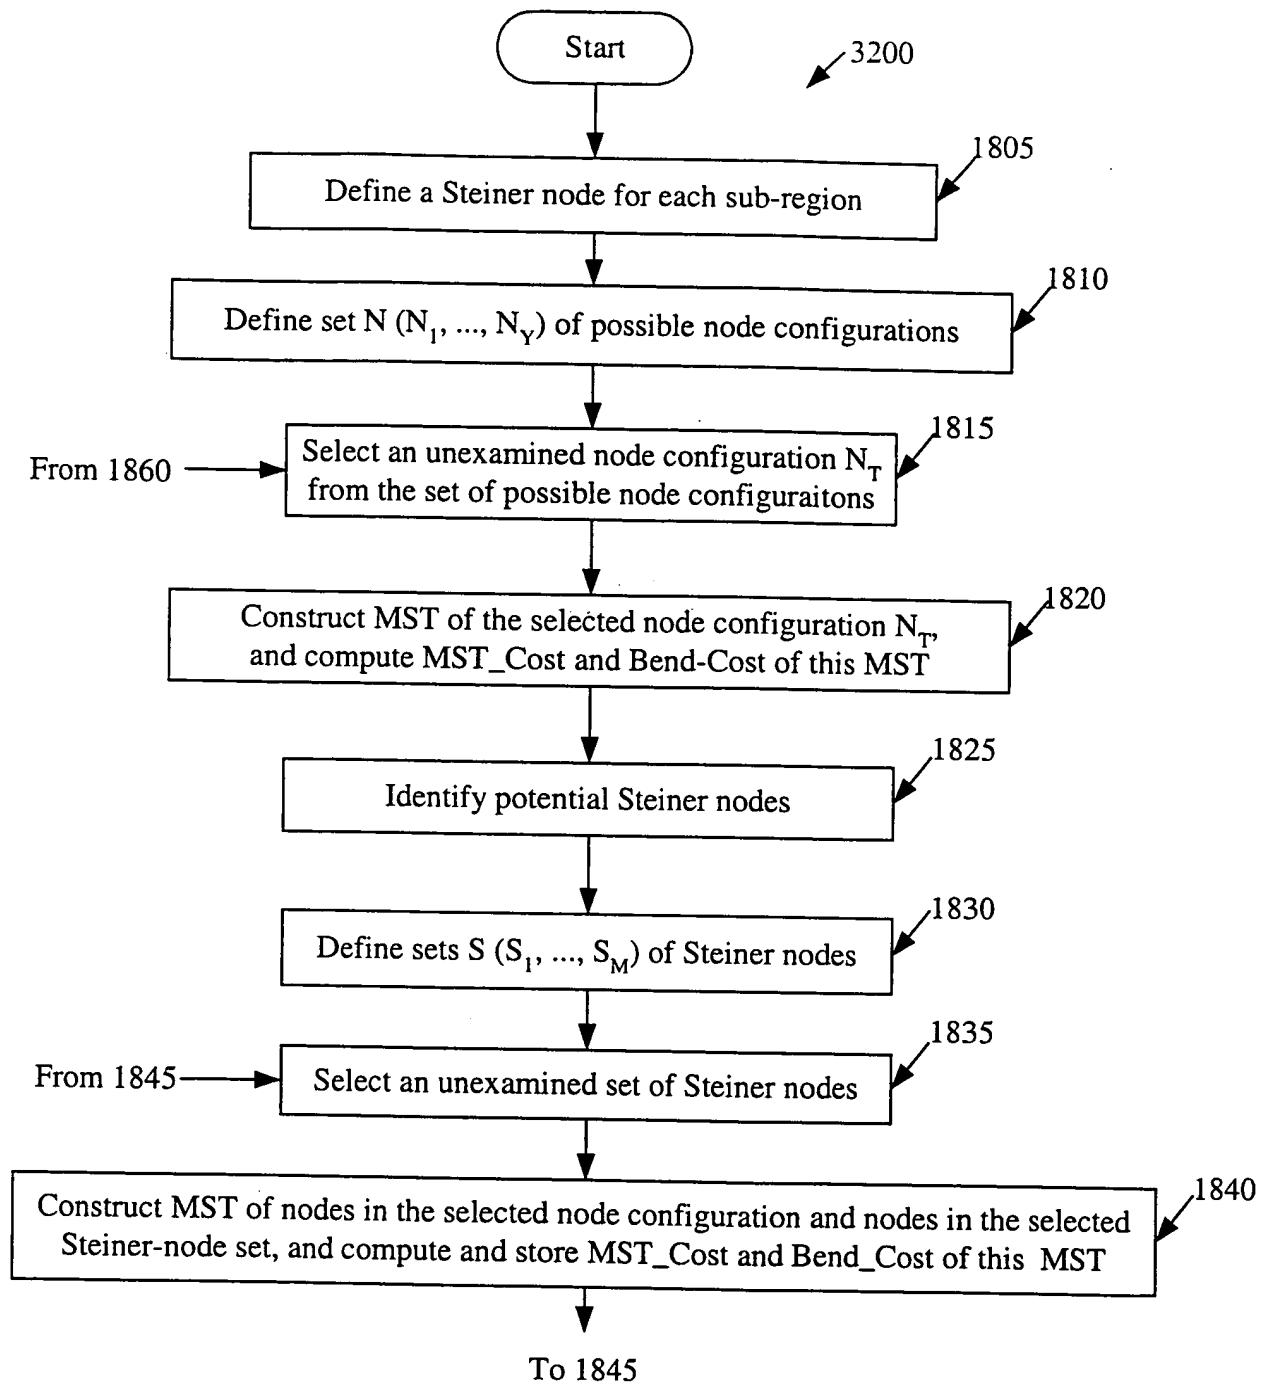 Start
3200
1805
Define a Steiner node for each sub-region
1810
Define set N (N1, ..., NY) of possible node configurations
1815
Select an unexamined node configuration NT
from the set of possible node configuraitons
From 1860
1820
Construct MST of the selected node configuration NT,
and compute MST_Cost and Bend-Cost of this MST
1825
Identify potential Steiner nodes
1830
Define sets S (S1, ..., SM) of Steiner nodes
1835
From 1845
Select an unexamined set of Steiner nodes
1840
Construct MST of nodes in the selected node configuration and nodes in the selected
Steiner-node set, and compute and store MST_Cost and Bend_Cost of this MST
To 1845